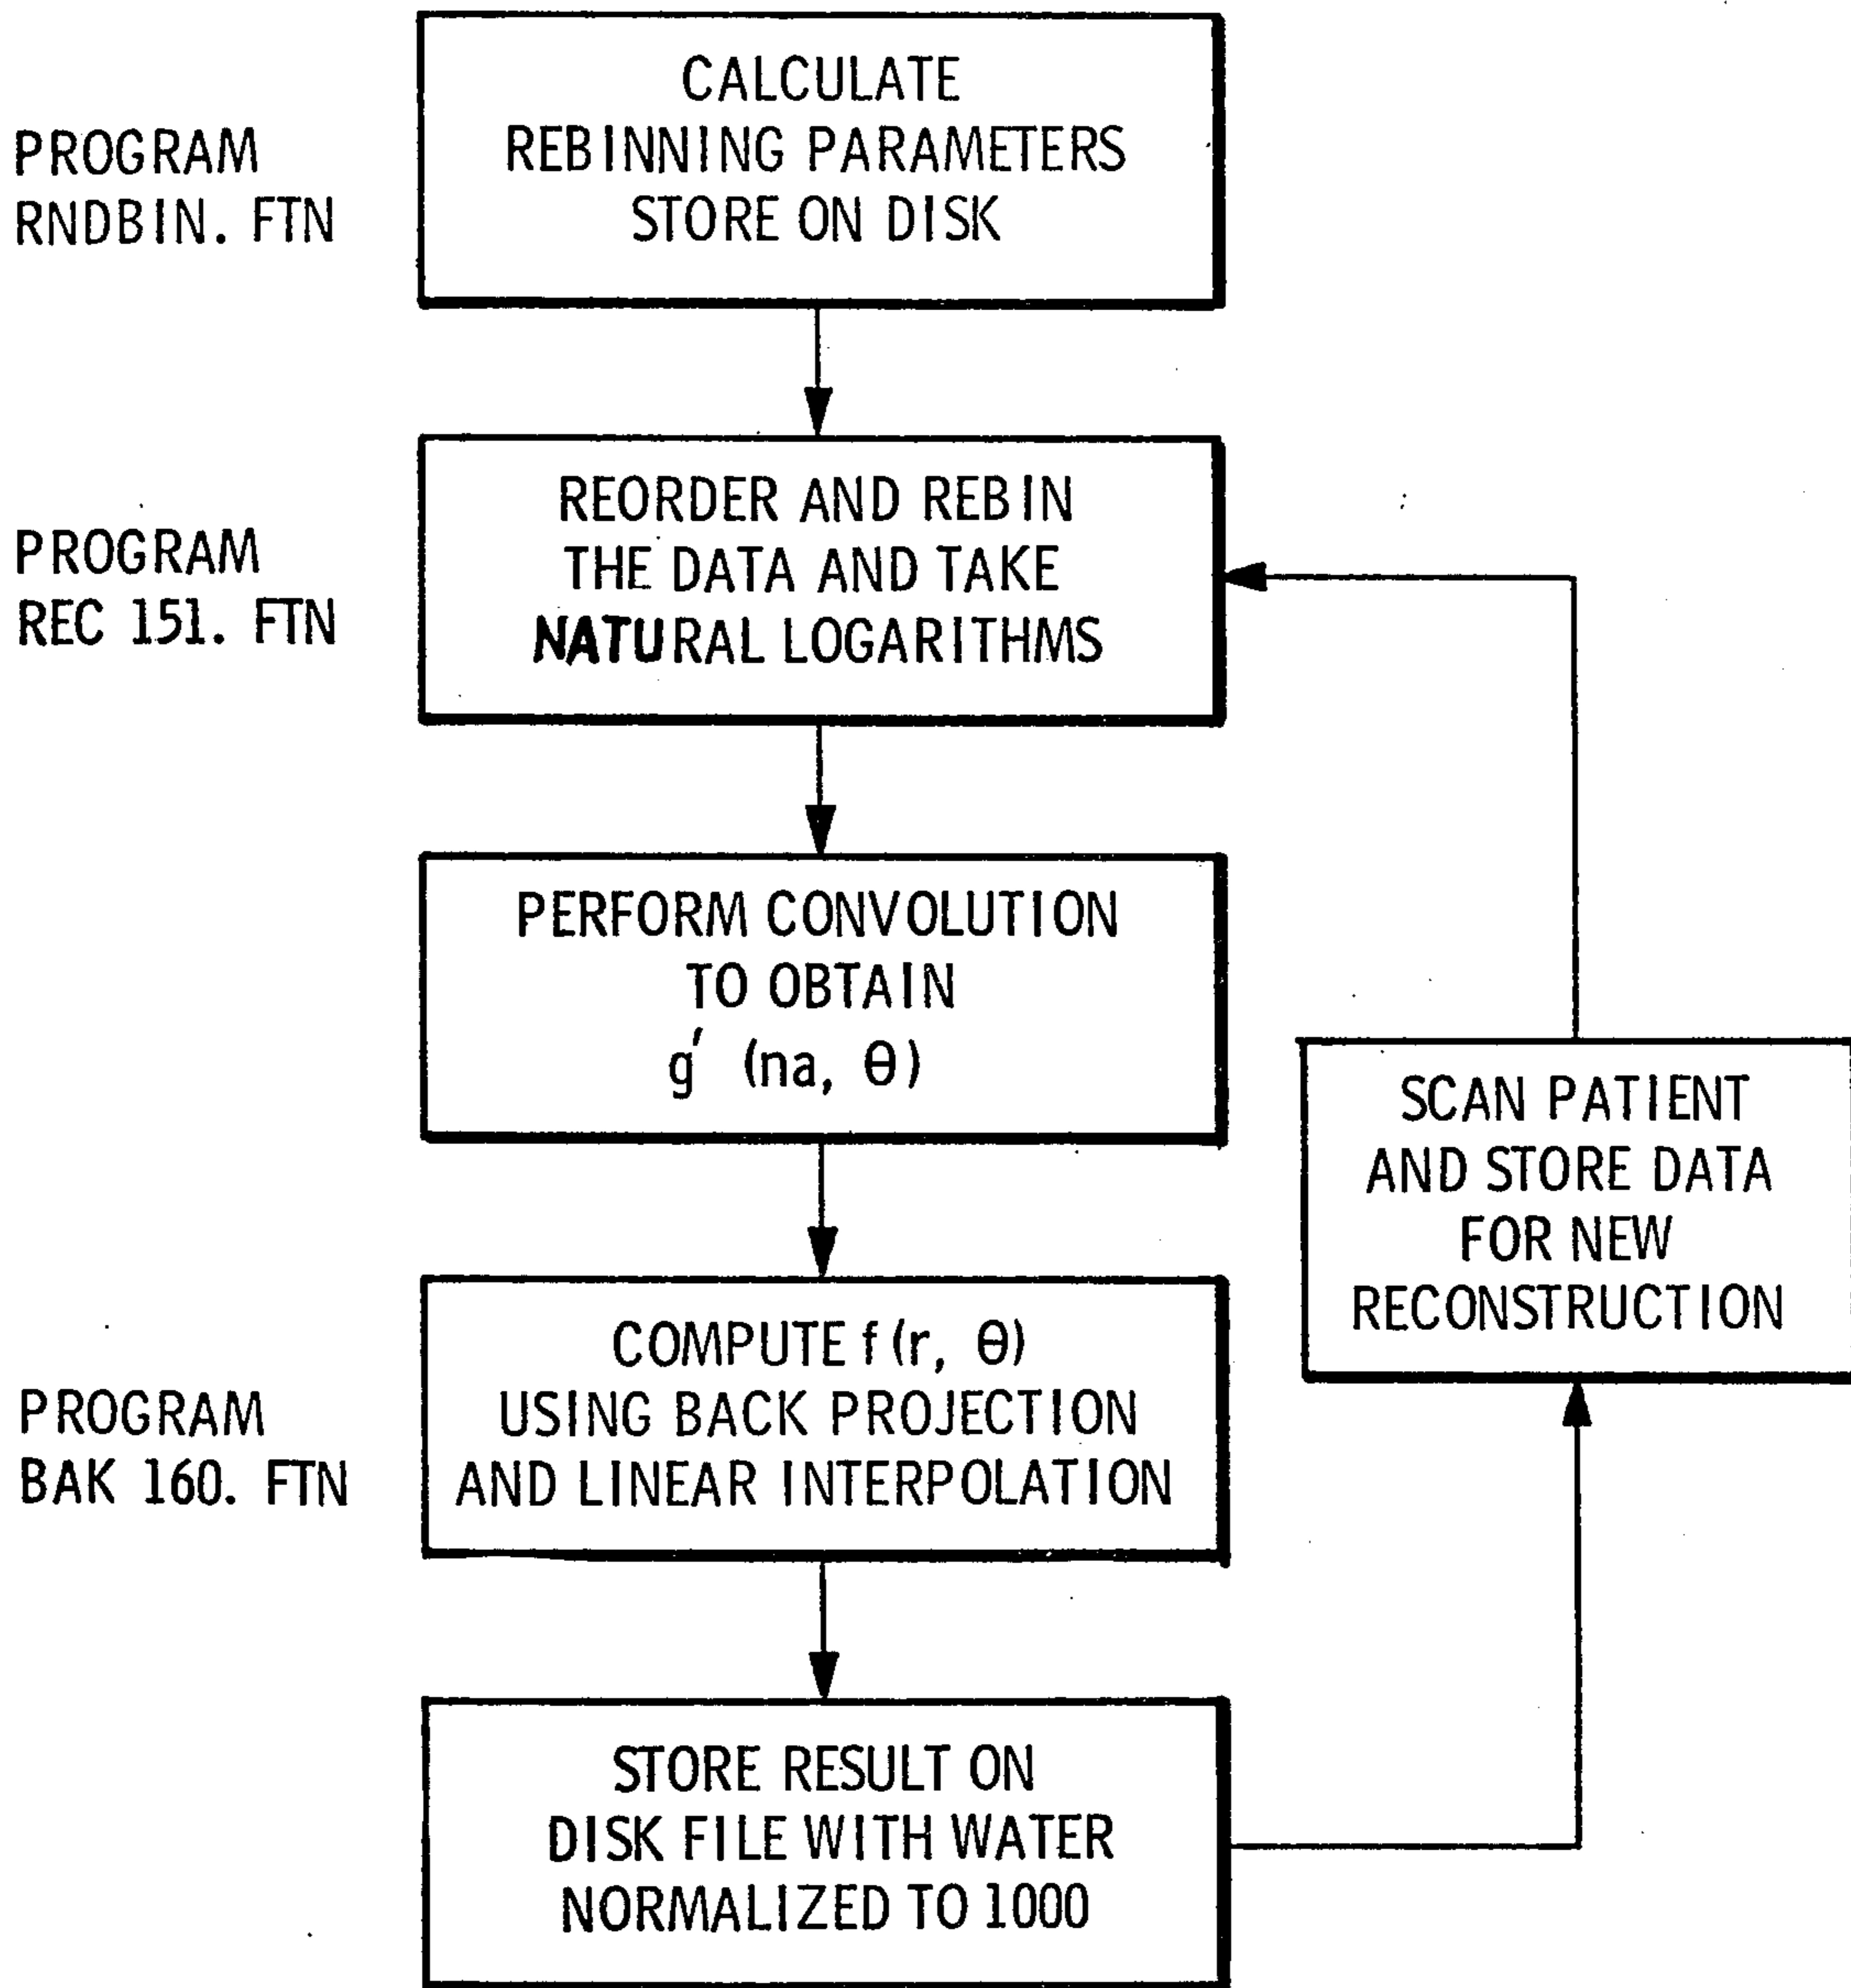 CALCULATE
REBINNING PARAMETERS
STORE ON DISK
PROGRAM
RNDBIN. FTN
REORDER AND REBIN
THE DATA AND TAKE
NATURAL LOGARITHMS
PROGRAM
REC 151. FTN
PERFORM CONVOLUTION
TO OBTAIN
g′ (na, θ)
SCAN PATIENT
AND STORE DATA
FOR NEW
RECONSTRUCTION
COMPUTE f (r, θ)
USING BACK PROJECTION
AND LINEAR INTERPOLATION
PROGRAM
BAK 160. FTN
STORE RESULT ON
DISK FILE WITH WATER
NORMALIZED TO 1000